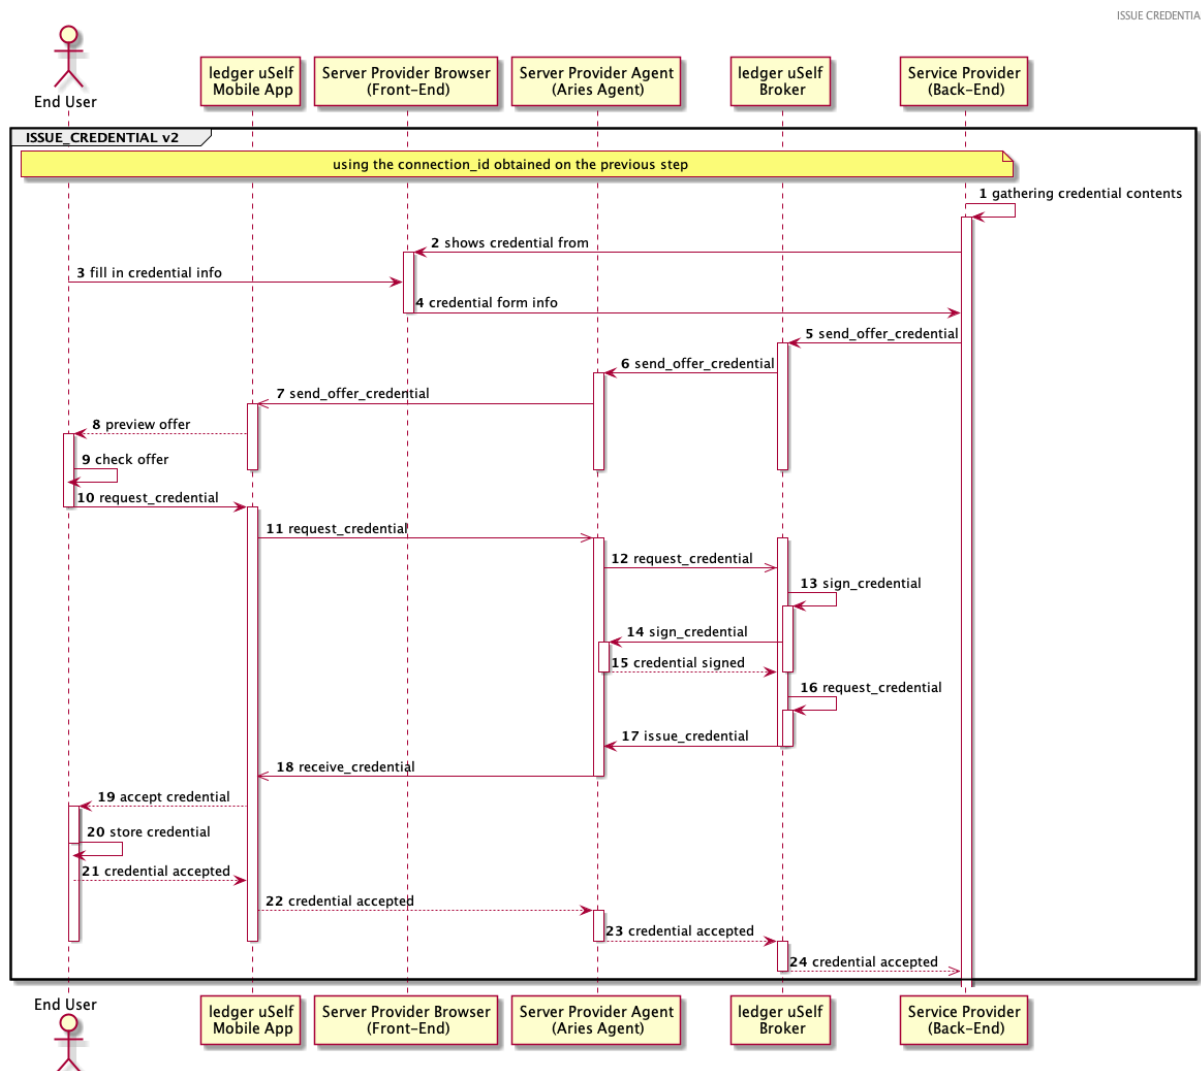 ISSUE CREDENTIA
End User
ledger uSelf
Mobile App
Server Provider Browser
(Front-End)
Server Provider Agent
(Aries Agent)
ledger uSelf
Broker
Service Provider
(Back-End)
ISSUE_CREDENTIAL v2
using the connection_id obtained on the previous step
1 gathering credential contents
2 shows credential from
3 fill in credential info
4 credential form info
5 send_offer_credential
6 send_offer_credential
7 send_offer_credential
8 preview offer
9 check offer
10 request_credential
11 request_credential
12 request_credential
13 sign_credential
14 sign_credential
15 credential signed
16 request_credential
17 issue_credential
18 receive_credential
19 accept credential
20 store credential
21 credential accepted
22 credential accepted
23 credential accepted
24 credential accepted
End User
ledger uSelf
Mobile App
Server Provider Browser
(Front-End)
Server Provider Agent
(Aries Agent)
ledger uSelf
Broker
Service Provider
(Back-End)